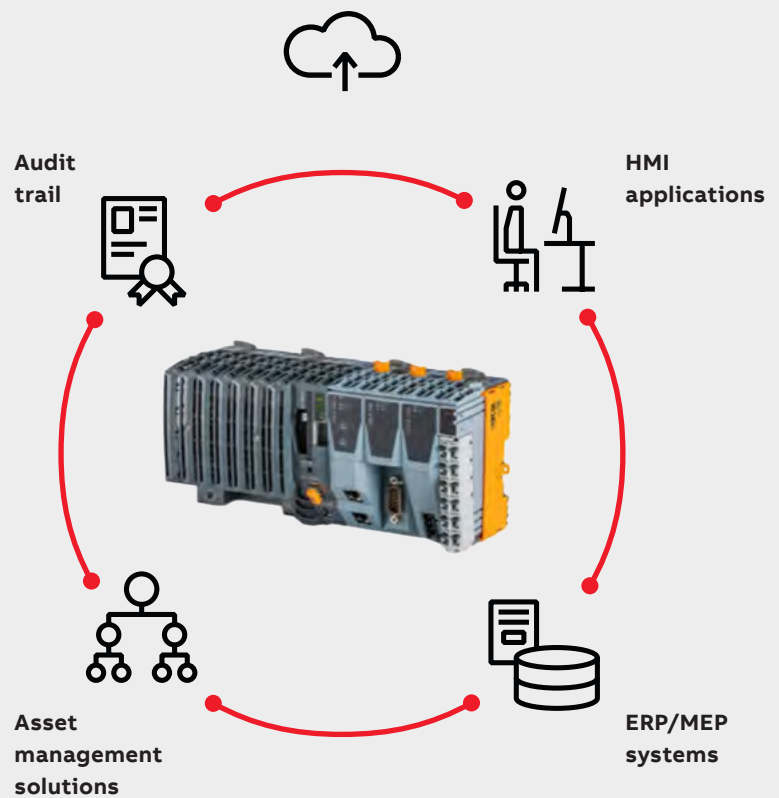 Audit
trail
HMI
applications
Asset
management
solutions
ERP/MEP
systems